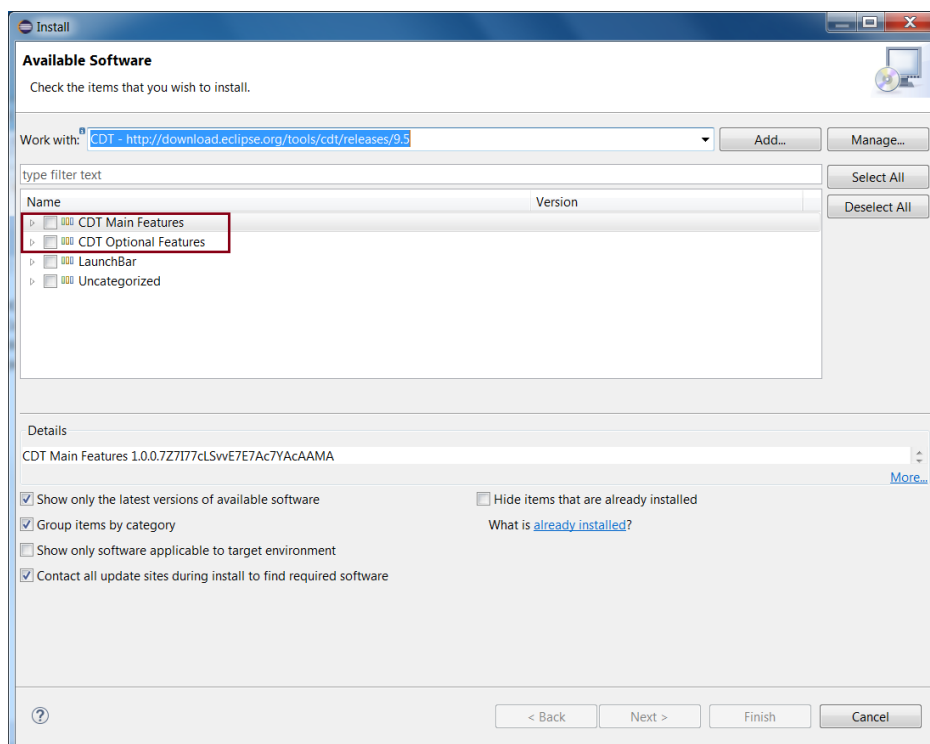 Install
Available Software
Check the items that you wish to install.
Work with: CDT - http://download.eclipse.org/tools/cdt/releases/9.5 Add... Manage...
type filter text Select All
Name Version Deselect All
CDT Main Features
CDT Optional Features
LaunchBar
Uncategorized
Details
CDT Main Features 1.0.0.7Z7I77cLSvvE7E7Ac7YAcAAMA
More...
Show only the latest versions of available software Hide items that are already installed
Group items by category What is already installed?
Show only software applicable to target environment
Contact all update sites during install to find required software
? < Back Next > Finish Cancel